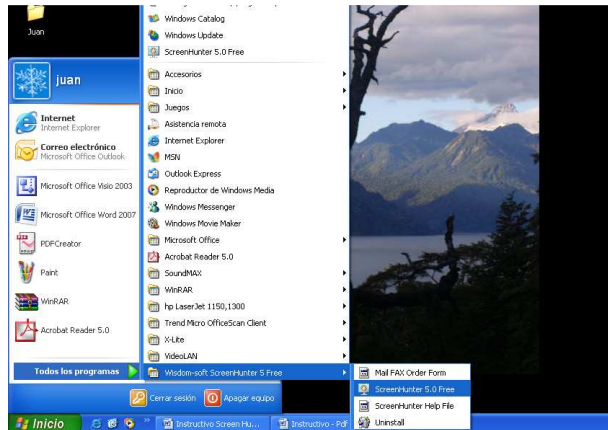 Juan
juan
Internet
Internet Explorer
Correo electrónico
Microsoft Office Outlook
Microsoft Office Visio 2003
Microsoft Office Word 2007
PDFCreator
Paint
WinRAR
Acrobat Reader 5.0
Todos los programas
Windows Catalog
Windows Update
ScreenHunter 5.0 Free
Accesorios
Inicio
Juegos
Asistencia remota
Internet Explorer
MSN
Outlook Express
Reproductor de Windows Media
Windows Messenger
Windows Movie Maker
Microsoft Office
Acrobat Reader 5.0
SoundMAX
WinRAR
hp LaserJet 1150,1300
Trend Micro OfficeScan Client
X-Lite
VideoLAN
Wisdom-soft ScreenHunter 5 Free
Mail FAX Order Form
ScreenHunter 5.0 Free
ScreenHunter Help File
Uninstall
Cerrar sesión
Apagar equipo
Inicio
Instructivo Screen Hu...
Instructivo - Pdf